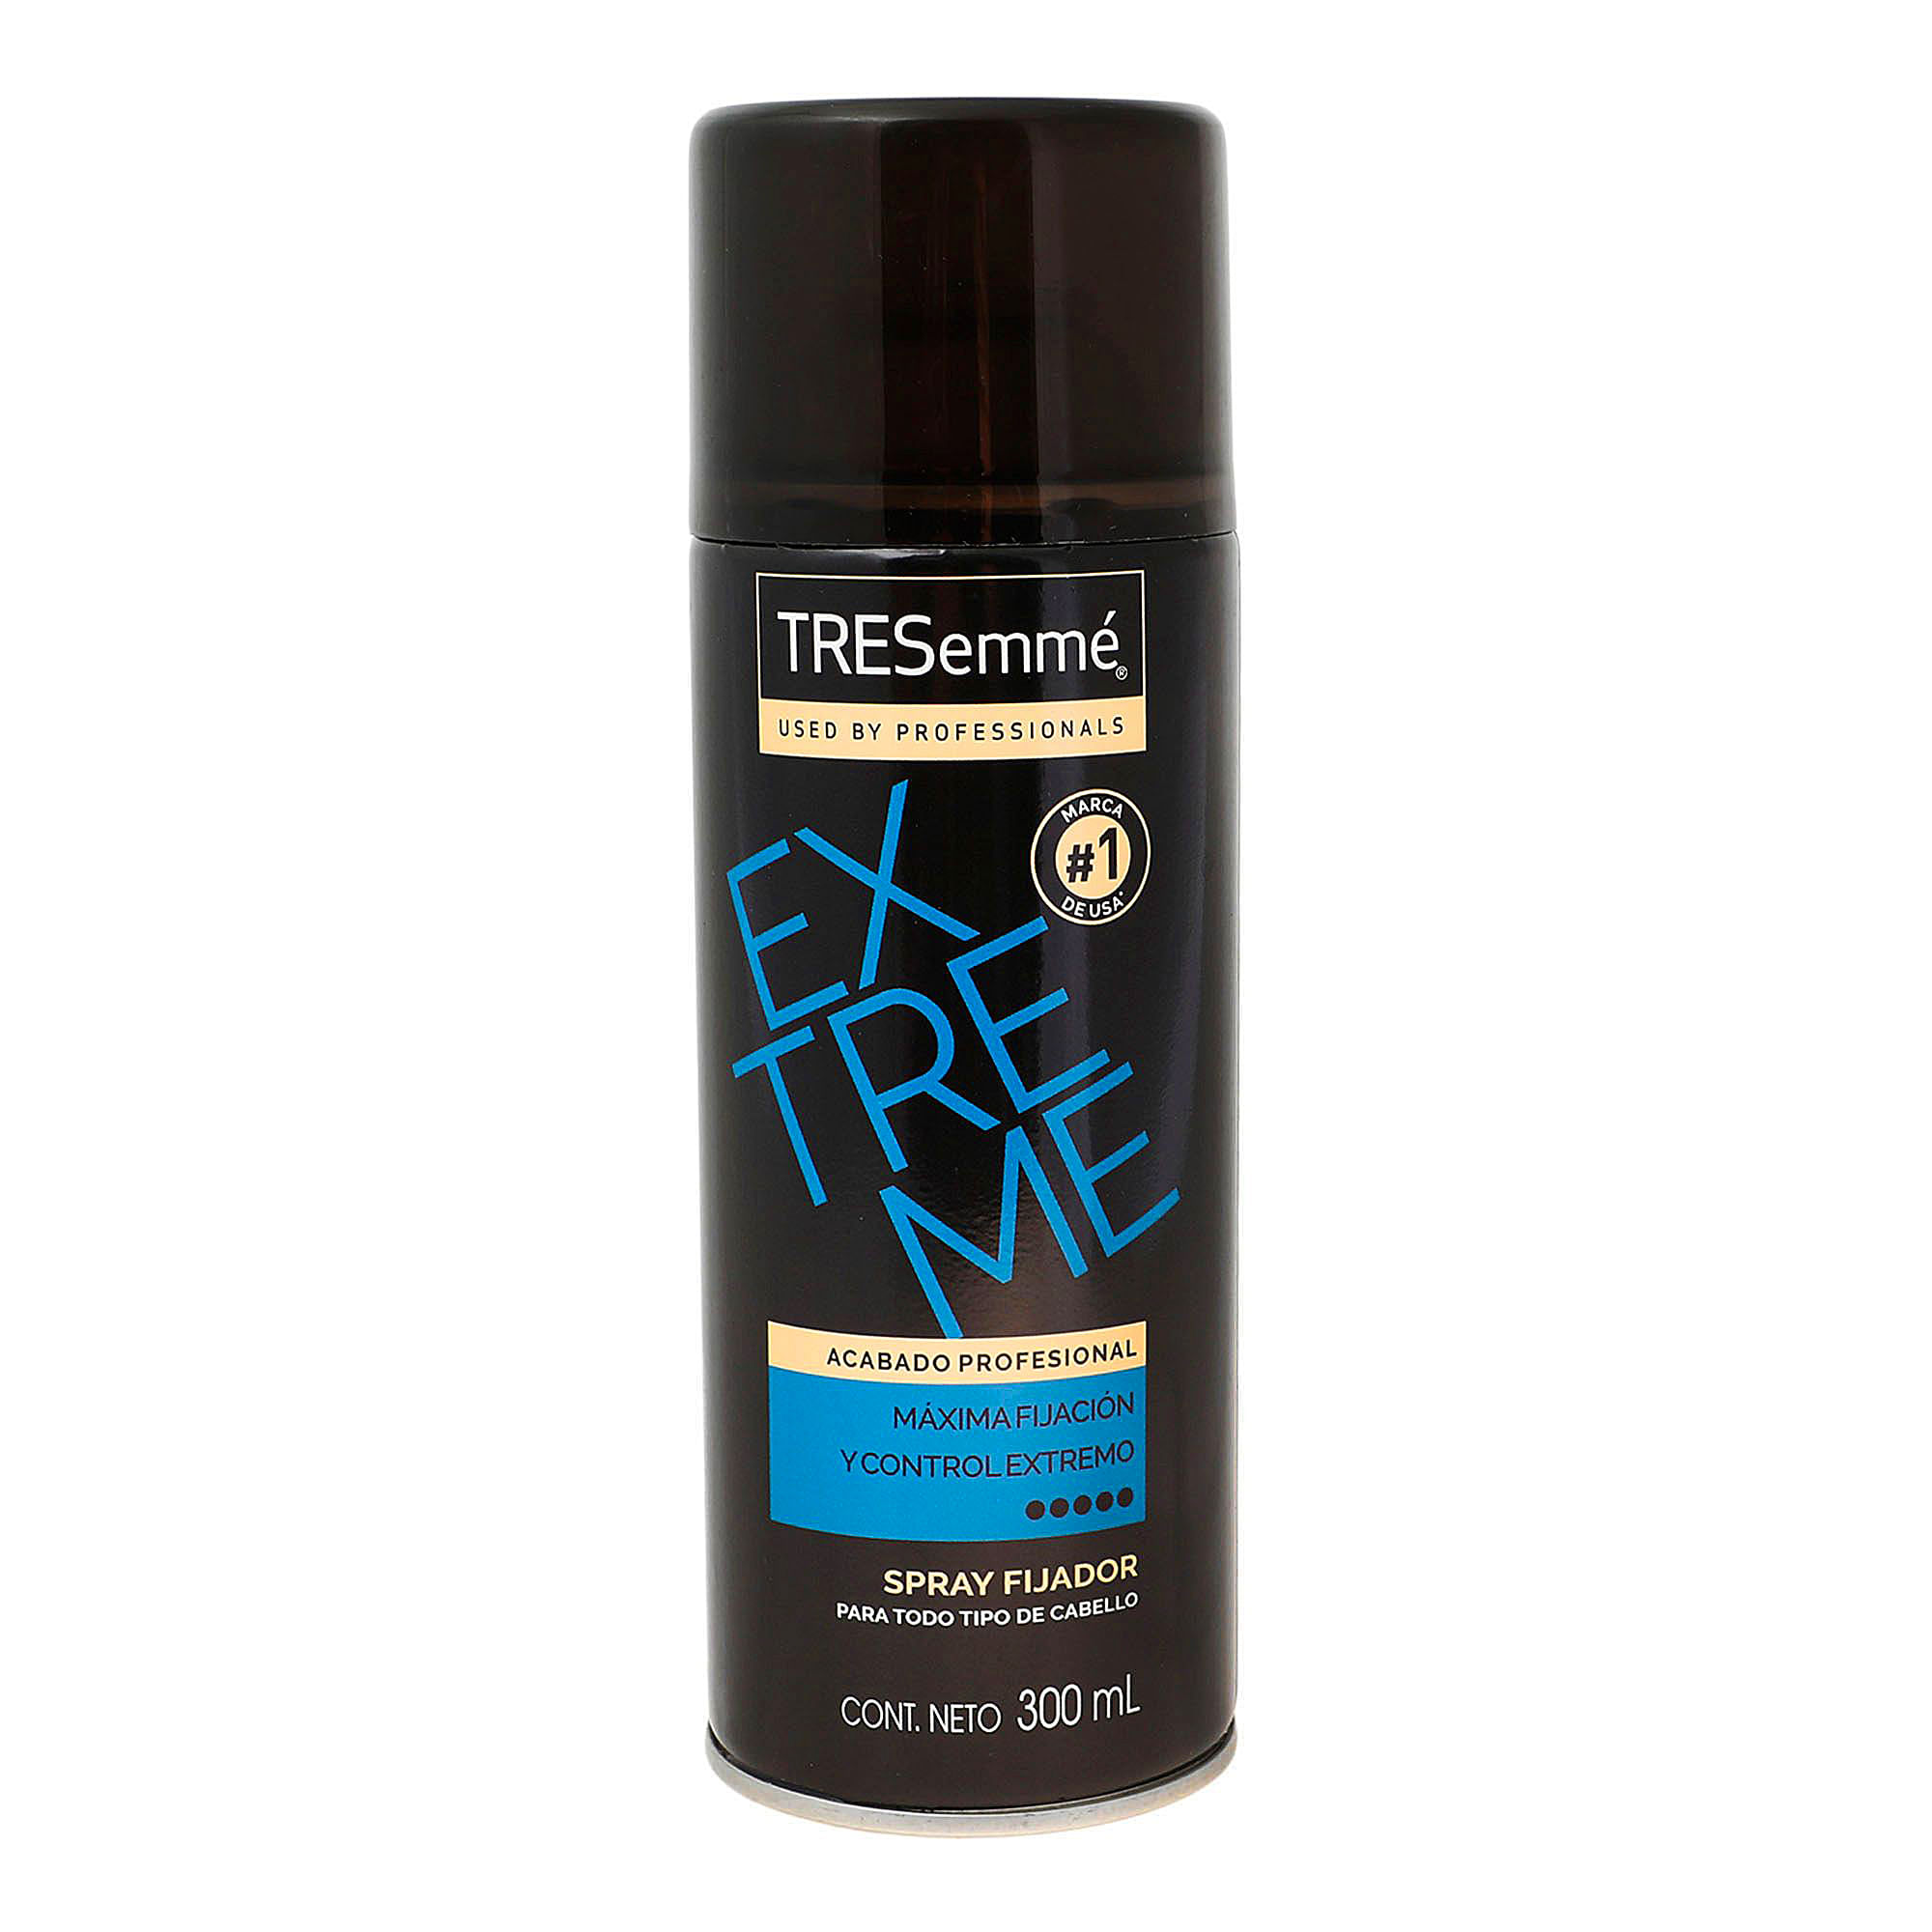 TRESemmé®
USED BY PROFESSIONALS
MARCA
#1
DE USA*
EX
TRE
ME
ACABADO PROFESIONAL
MÁXIMA FIJACIÓN
Y CONTROL EXTREMO
SPRAY FIJADOR
PARA TODO TIPO DE CABELLO
CONT. NETO 300 mL